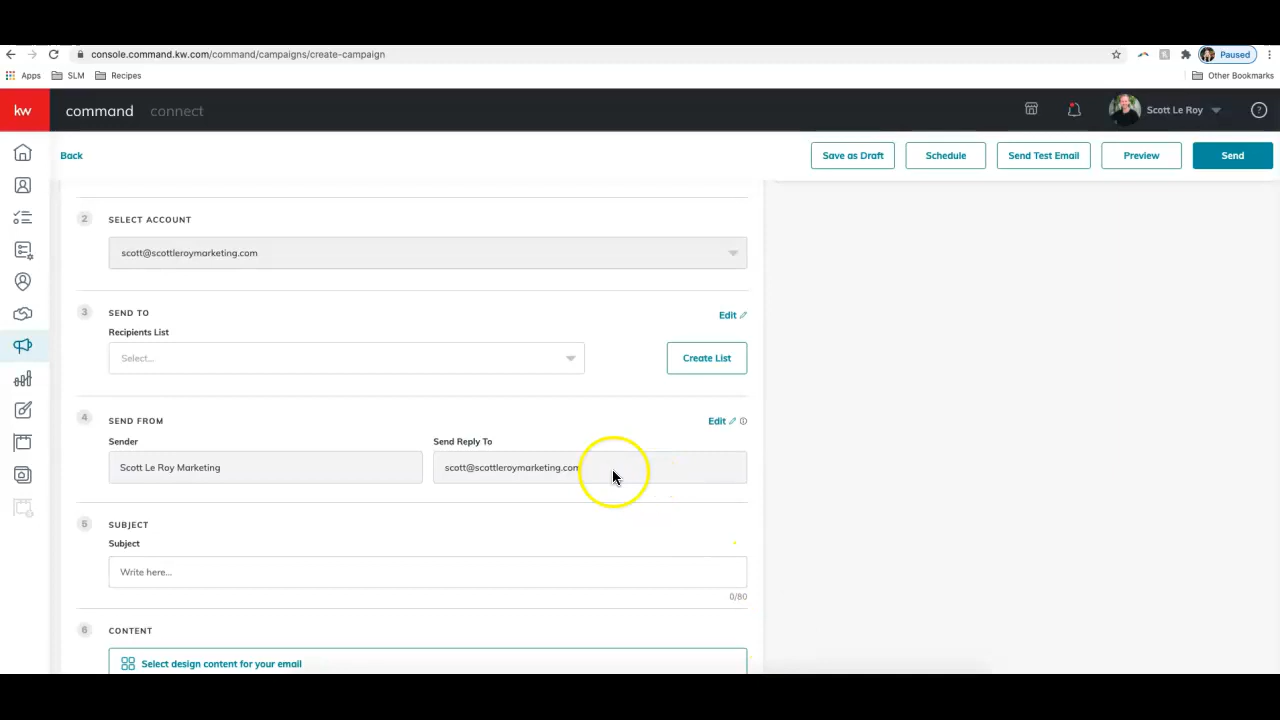 console.command.kw.com/command/campaigns/create-campaign
Paused
Apps SLM Recipes Other Bookmarks
kw command connect Scott Le Roy ?
Back Save as Draft Schedule Send Test Email Preview Send
2 SELECT ACCOUNT
scott@scottleroymarketing.com
3 SEND TO Edit
Recipients List
Select... Create List
4 SEND FROM Edit
Sender Send Reply To
Scott Le Roy Marketing scott@scottleroymarketing.com
5 SUBJECT
Subject
Write here...
0/80
6 CONTENT
Select design content for your email